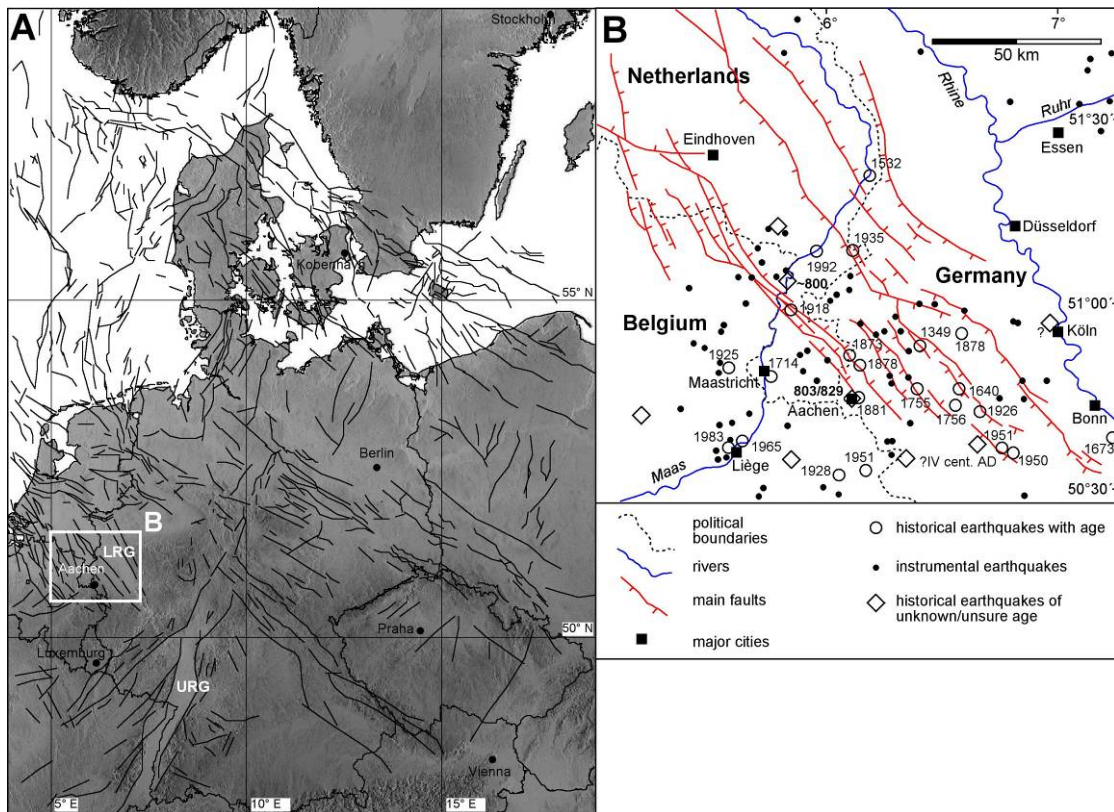 A
Stockholm
Kobenhavn
55° N
Berlin
B
LRG
Aachen
Praha
50° N
Luxemburg
URG
Vienna
5° E
10° E
15° E
B
6°
7°
50 km
Netherlands
Rhine
Ruhr
51°30'
Eindhoven
Essen
1532
Düsseldorf
1935
1992
Germany
~800
51°00'
1918
Belgium
? Köln
1349
1878
1873
1925
1714
1878
Maastricht
803/829
1640
Aachen
1881
1755
1756
1926
Bonn
1983
1965
1951
1673
Liège
?IV cent. AD
1950
Maas
1928
1951
50°30'
political
boundaries
rivers
main faults
major cities
historical earthquakes with age
instrumental earthquakes
historical earthquakes of
unknown/unsure age